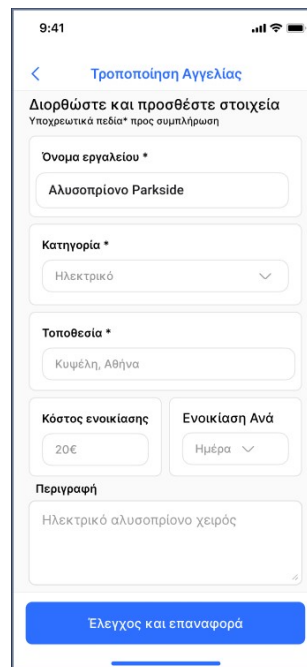 9:41
Τροποποίηση Αγγελίας
Διορθώστε και προσθέστε στοιχεία
Υποχρεωτικά πεδία* προς συμπλήρωση
Όνομα εργαλείου *
Αλυσοπρίονο Parkside
Κατηγορία *
Ηλεκτρικό
Τοποθεσία *
Κυψέλη, Αθήνα
Κόστος ενοικίασης
20€
Ενοικίαση Ανά
Ημέρα
Περιγραφή
Ηλεκτρικό αλυσοπρίονο χειρός
Έλεγχος και επαναφορά